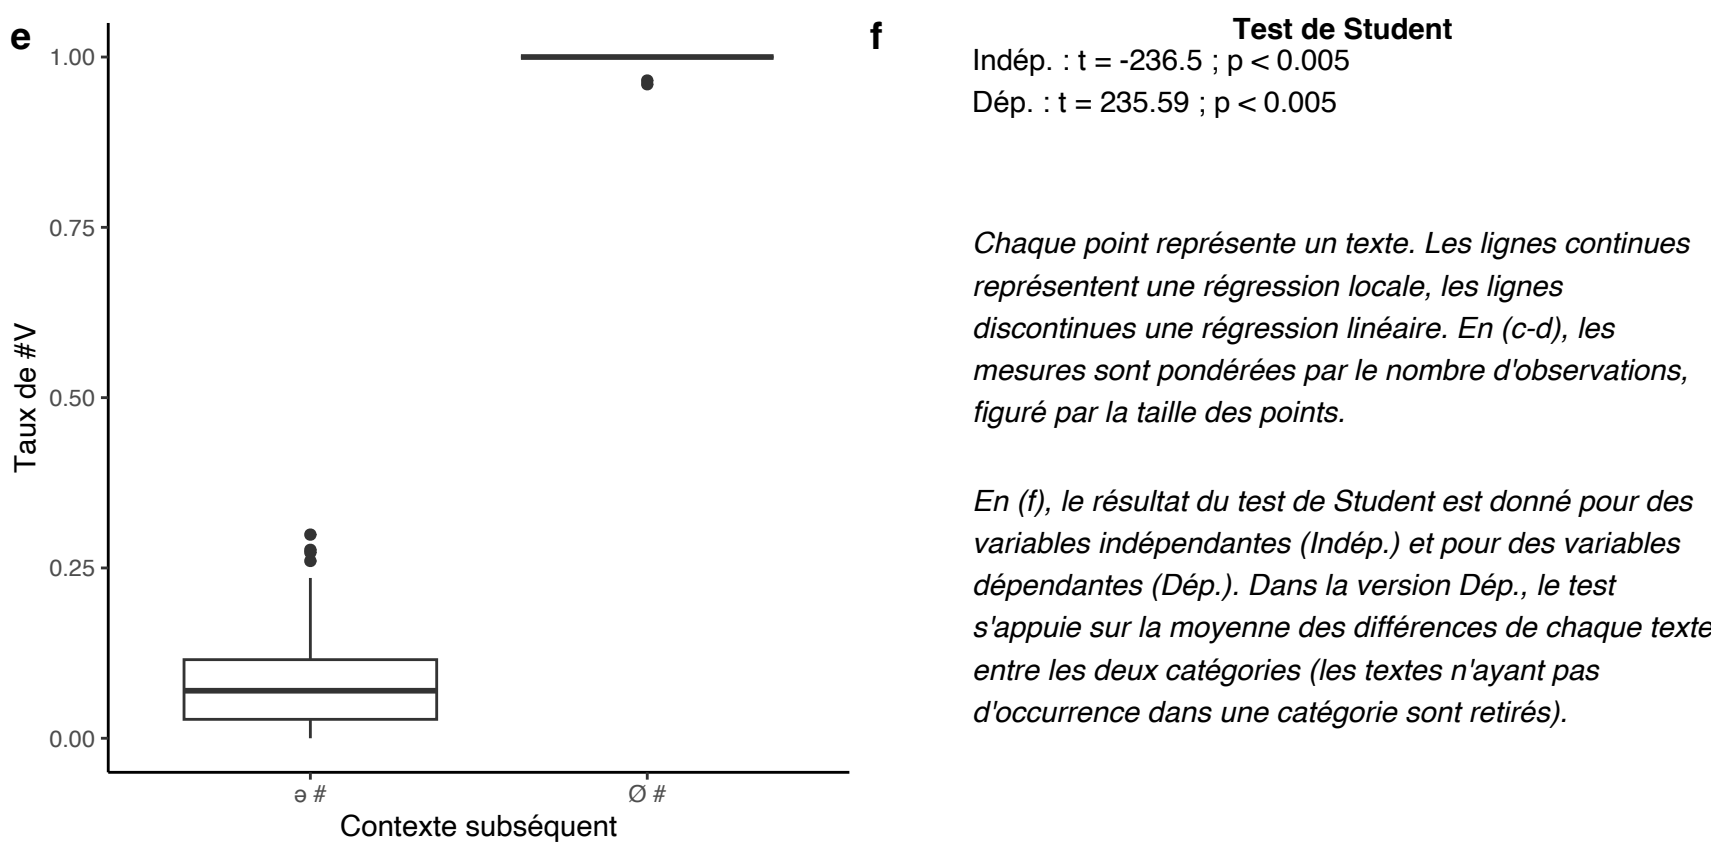 e
1.00
0.75
0.50
0.25
0.00
Taux de #V
ə #
Ø #
Contexte subséquent
f
Test de Student
Indép. : t = -236.5 ; p < 0.005
Dép. : t = 235.59 ; p < 0.005
Chaque point représente un texte. Les lignes continues
représentent une régression locale, les lignes
discontinues une régression linéaire. En (c-d), les
mesures sont pondérées par le nombre d'observations,
figuré par la taille des points.
En (f), le résultat du test de Student est donné pour des
variables indépendantes (Indép.) et pour des variables
dépendantes (Dép.). Dans la version Dép., le test
s'appuie sur la moyenne des différences de chaque texte
entre les deux catégories (les textes n'ayant pas
d'occurrence dans une catégorie sont retirés).